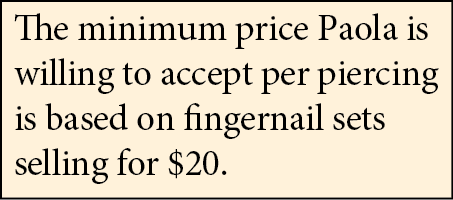 The minimum price Paola is
willing to accept per piercing
is based on fingernail sets
selling for $20.